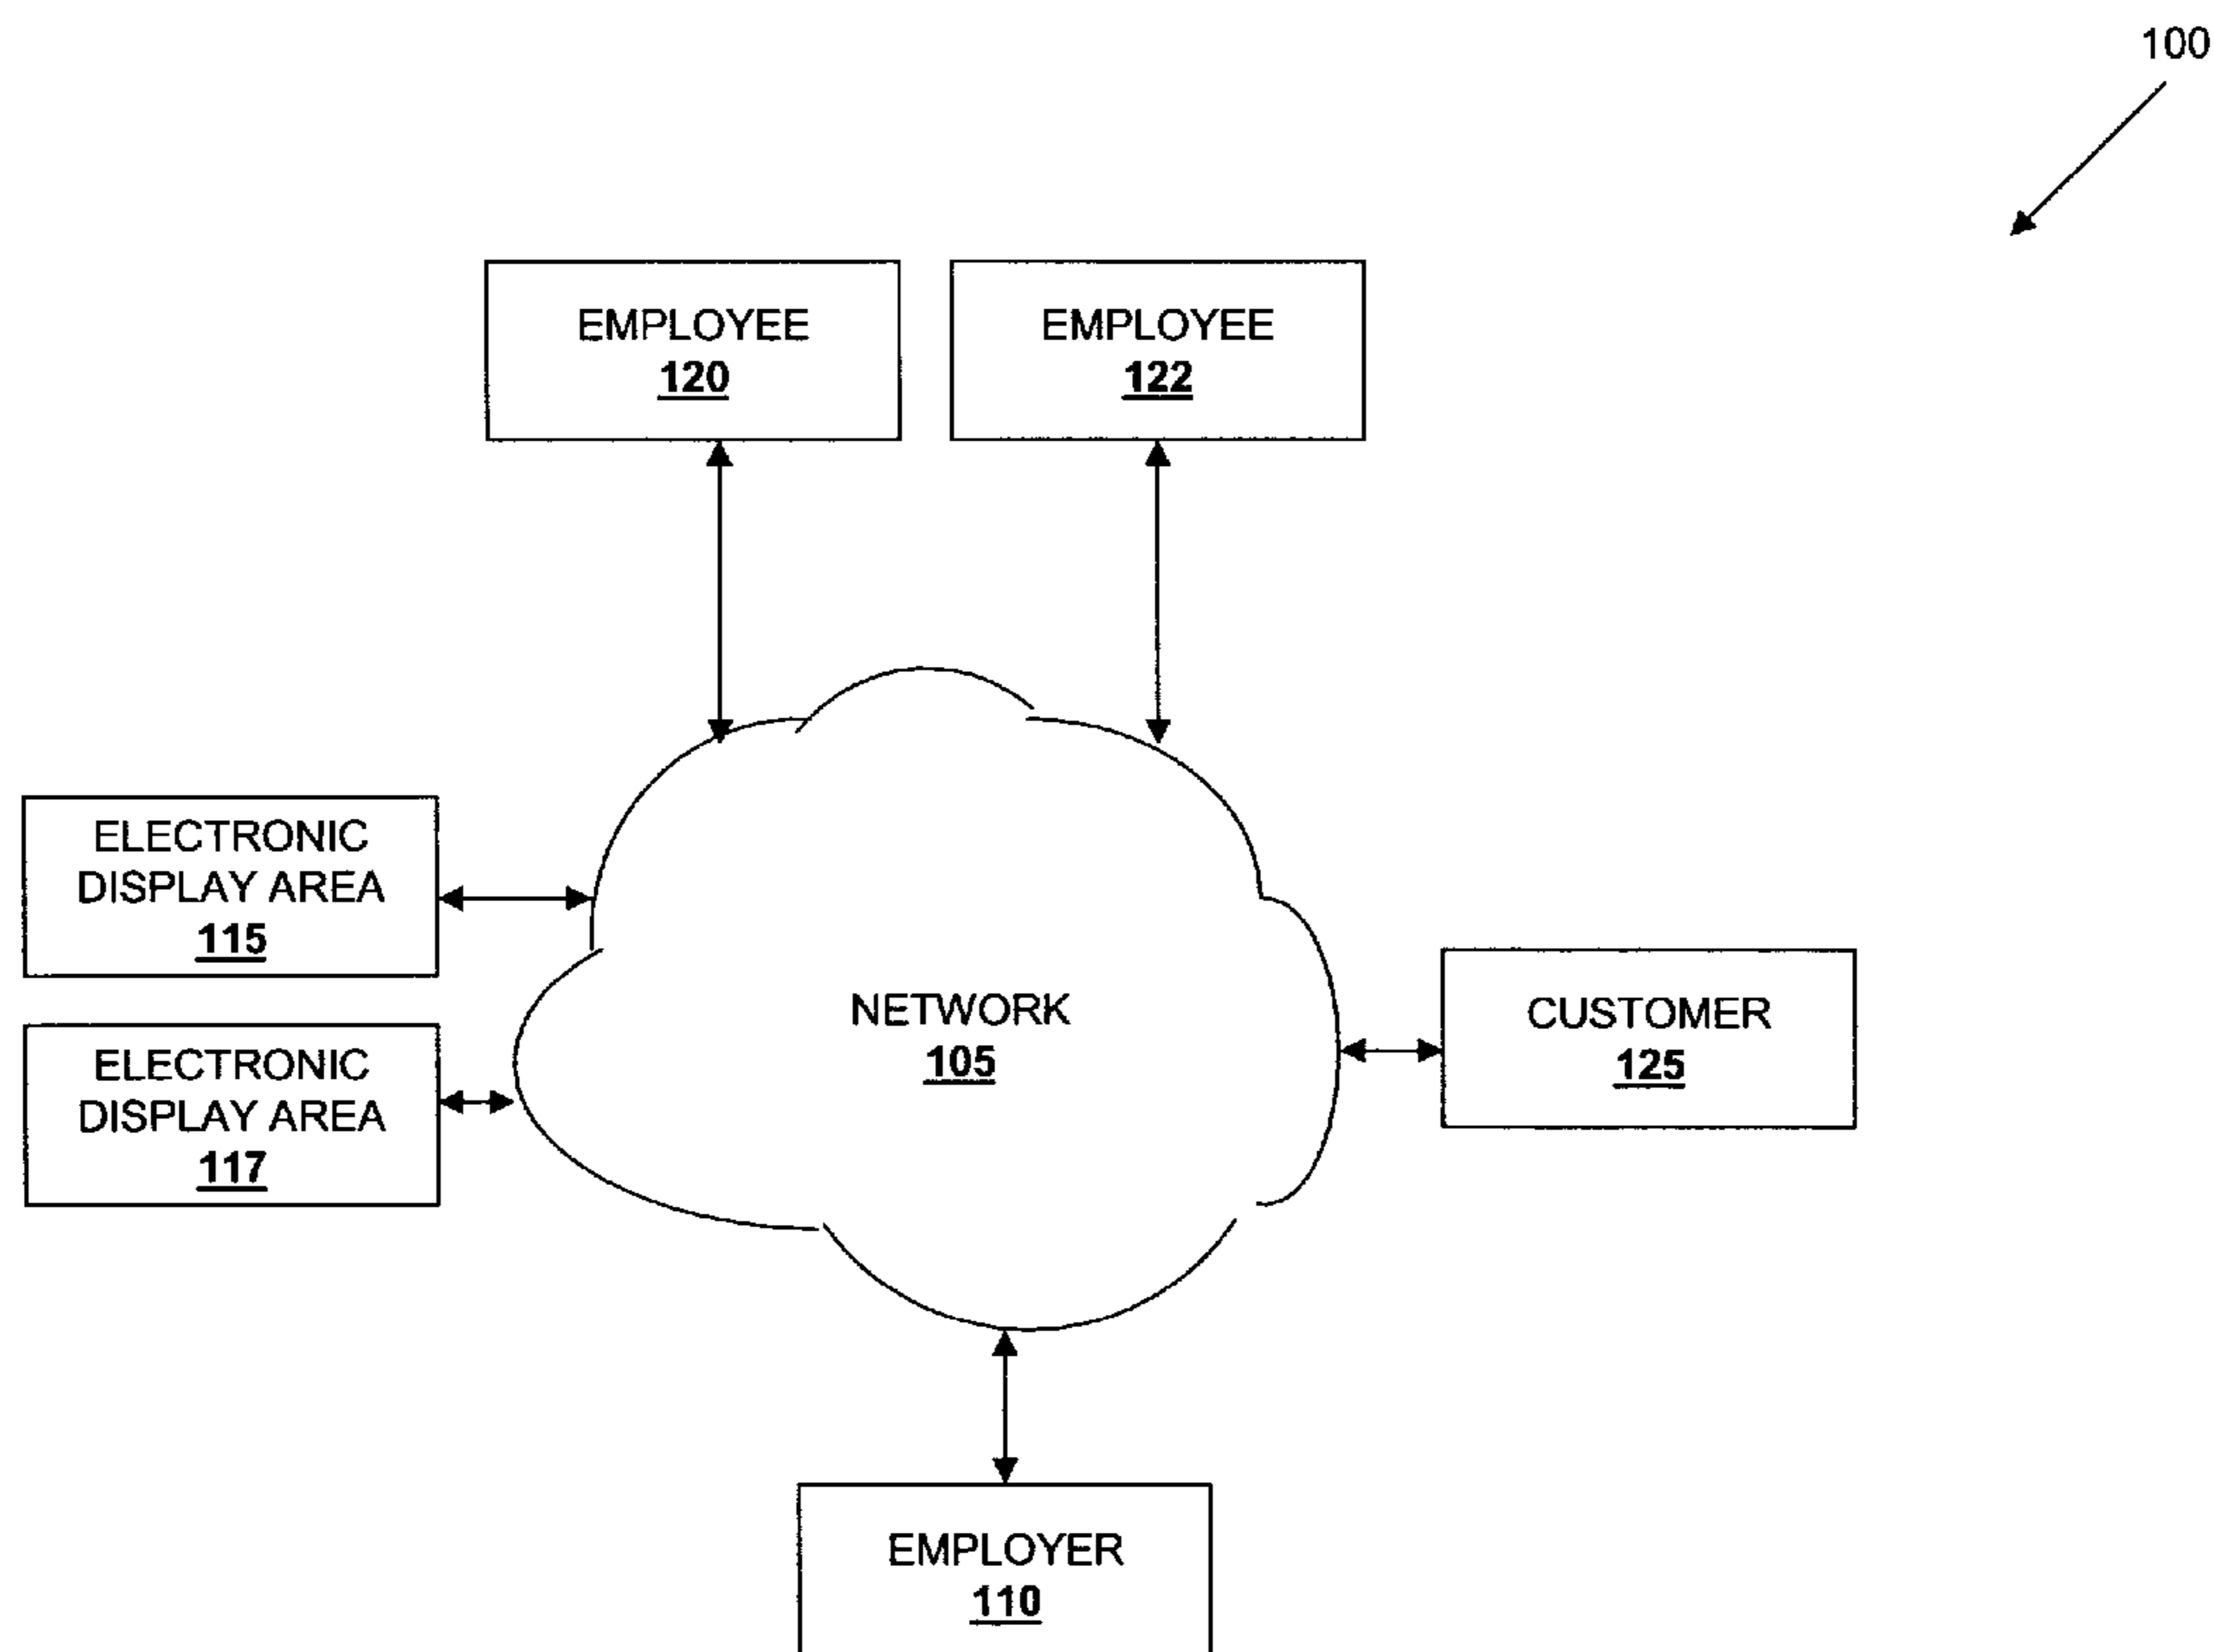 100
EMPLOYEE
120
EMPLOYEE
122
ELECTRONIC
DISPLAY AREA
115
ELECTRONIC
DISPLAY AREA
117
NETWORK
105
CUSTOMER
125
EMPLOYER
110